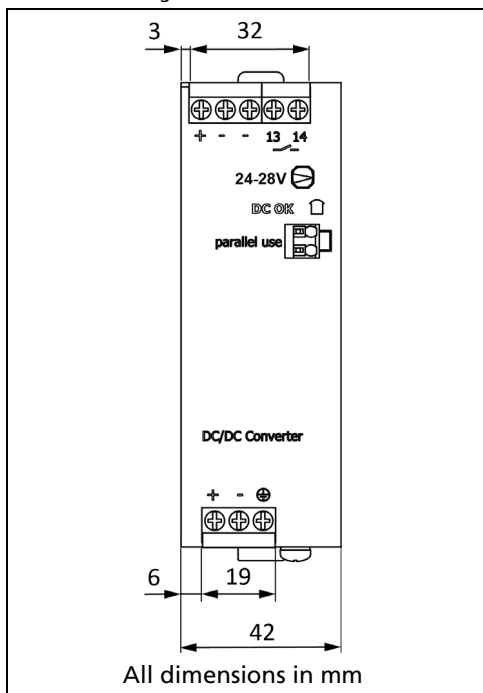 3 32
+ - - 13 14
24-28V
DC OK
parallel use
DC/DC Converter
+ -
6 19
42
All dimensions in mm